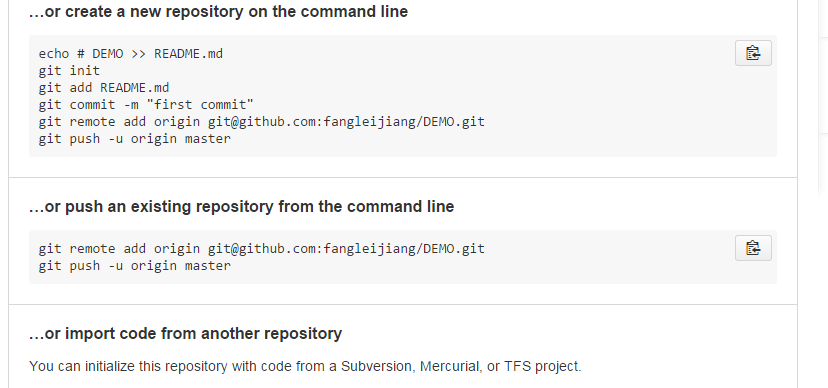 ...or create a new repository on the command line
echo # DEMO >> README.md
git init
git add README.md
git commit -m "first commit"
git remote add origin git@github.com:fangleijiang/DEMO.git
git push -u origin master
...or push an existing repository from the command line
git remote add origin git@github.com:fangleijiang/DEMO.git
git push -u origin master
...or import code from another repository
You can initialize this repository with code from a Subversion, Mercurial, or TFS project.